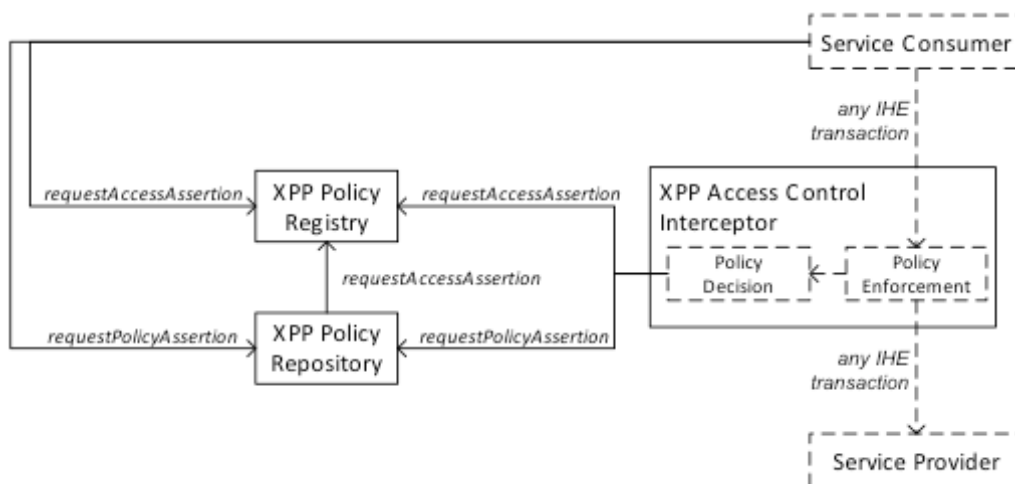 Service Consumer
any IHE
transaction
requestAccessAssertion
XPP Policy
Registry
requestAccessAssertion
XPP Access Control
Interceptor
Policy
Decision
Policy
Enforcement
requestAccessAssertion
requestPolicyAssertion
XPP Policy
Repository
requestPolicyAssertion
any IHE
transaction
Service Provider